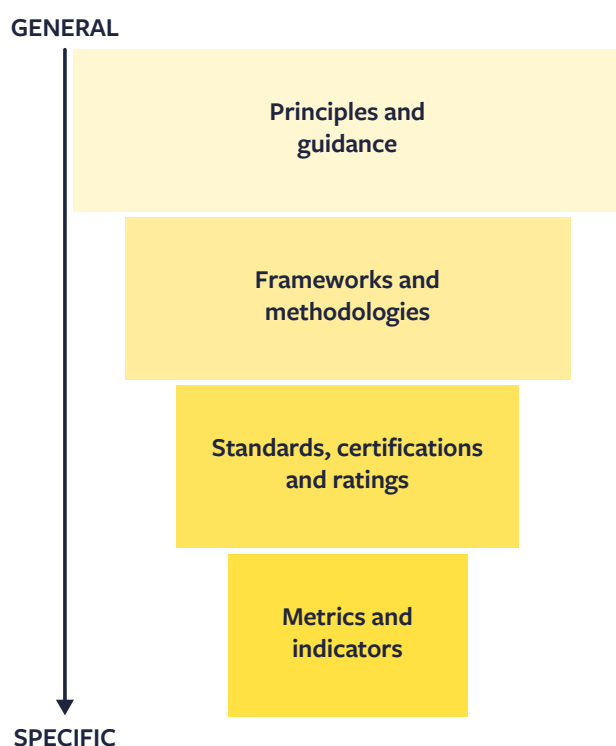 GENERAL
Principles and
guidance
Frameworks and
methodologies
Standards, certifications
and ratings
Metrics and
indicators
SPECIFIC